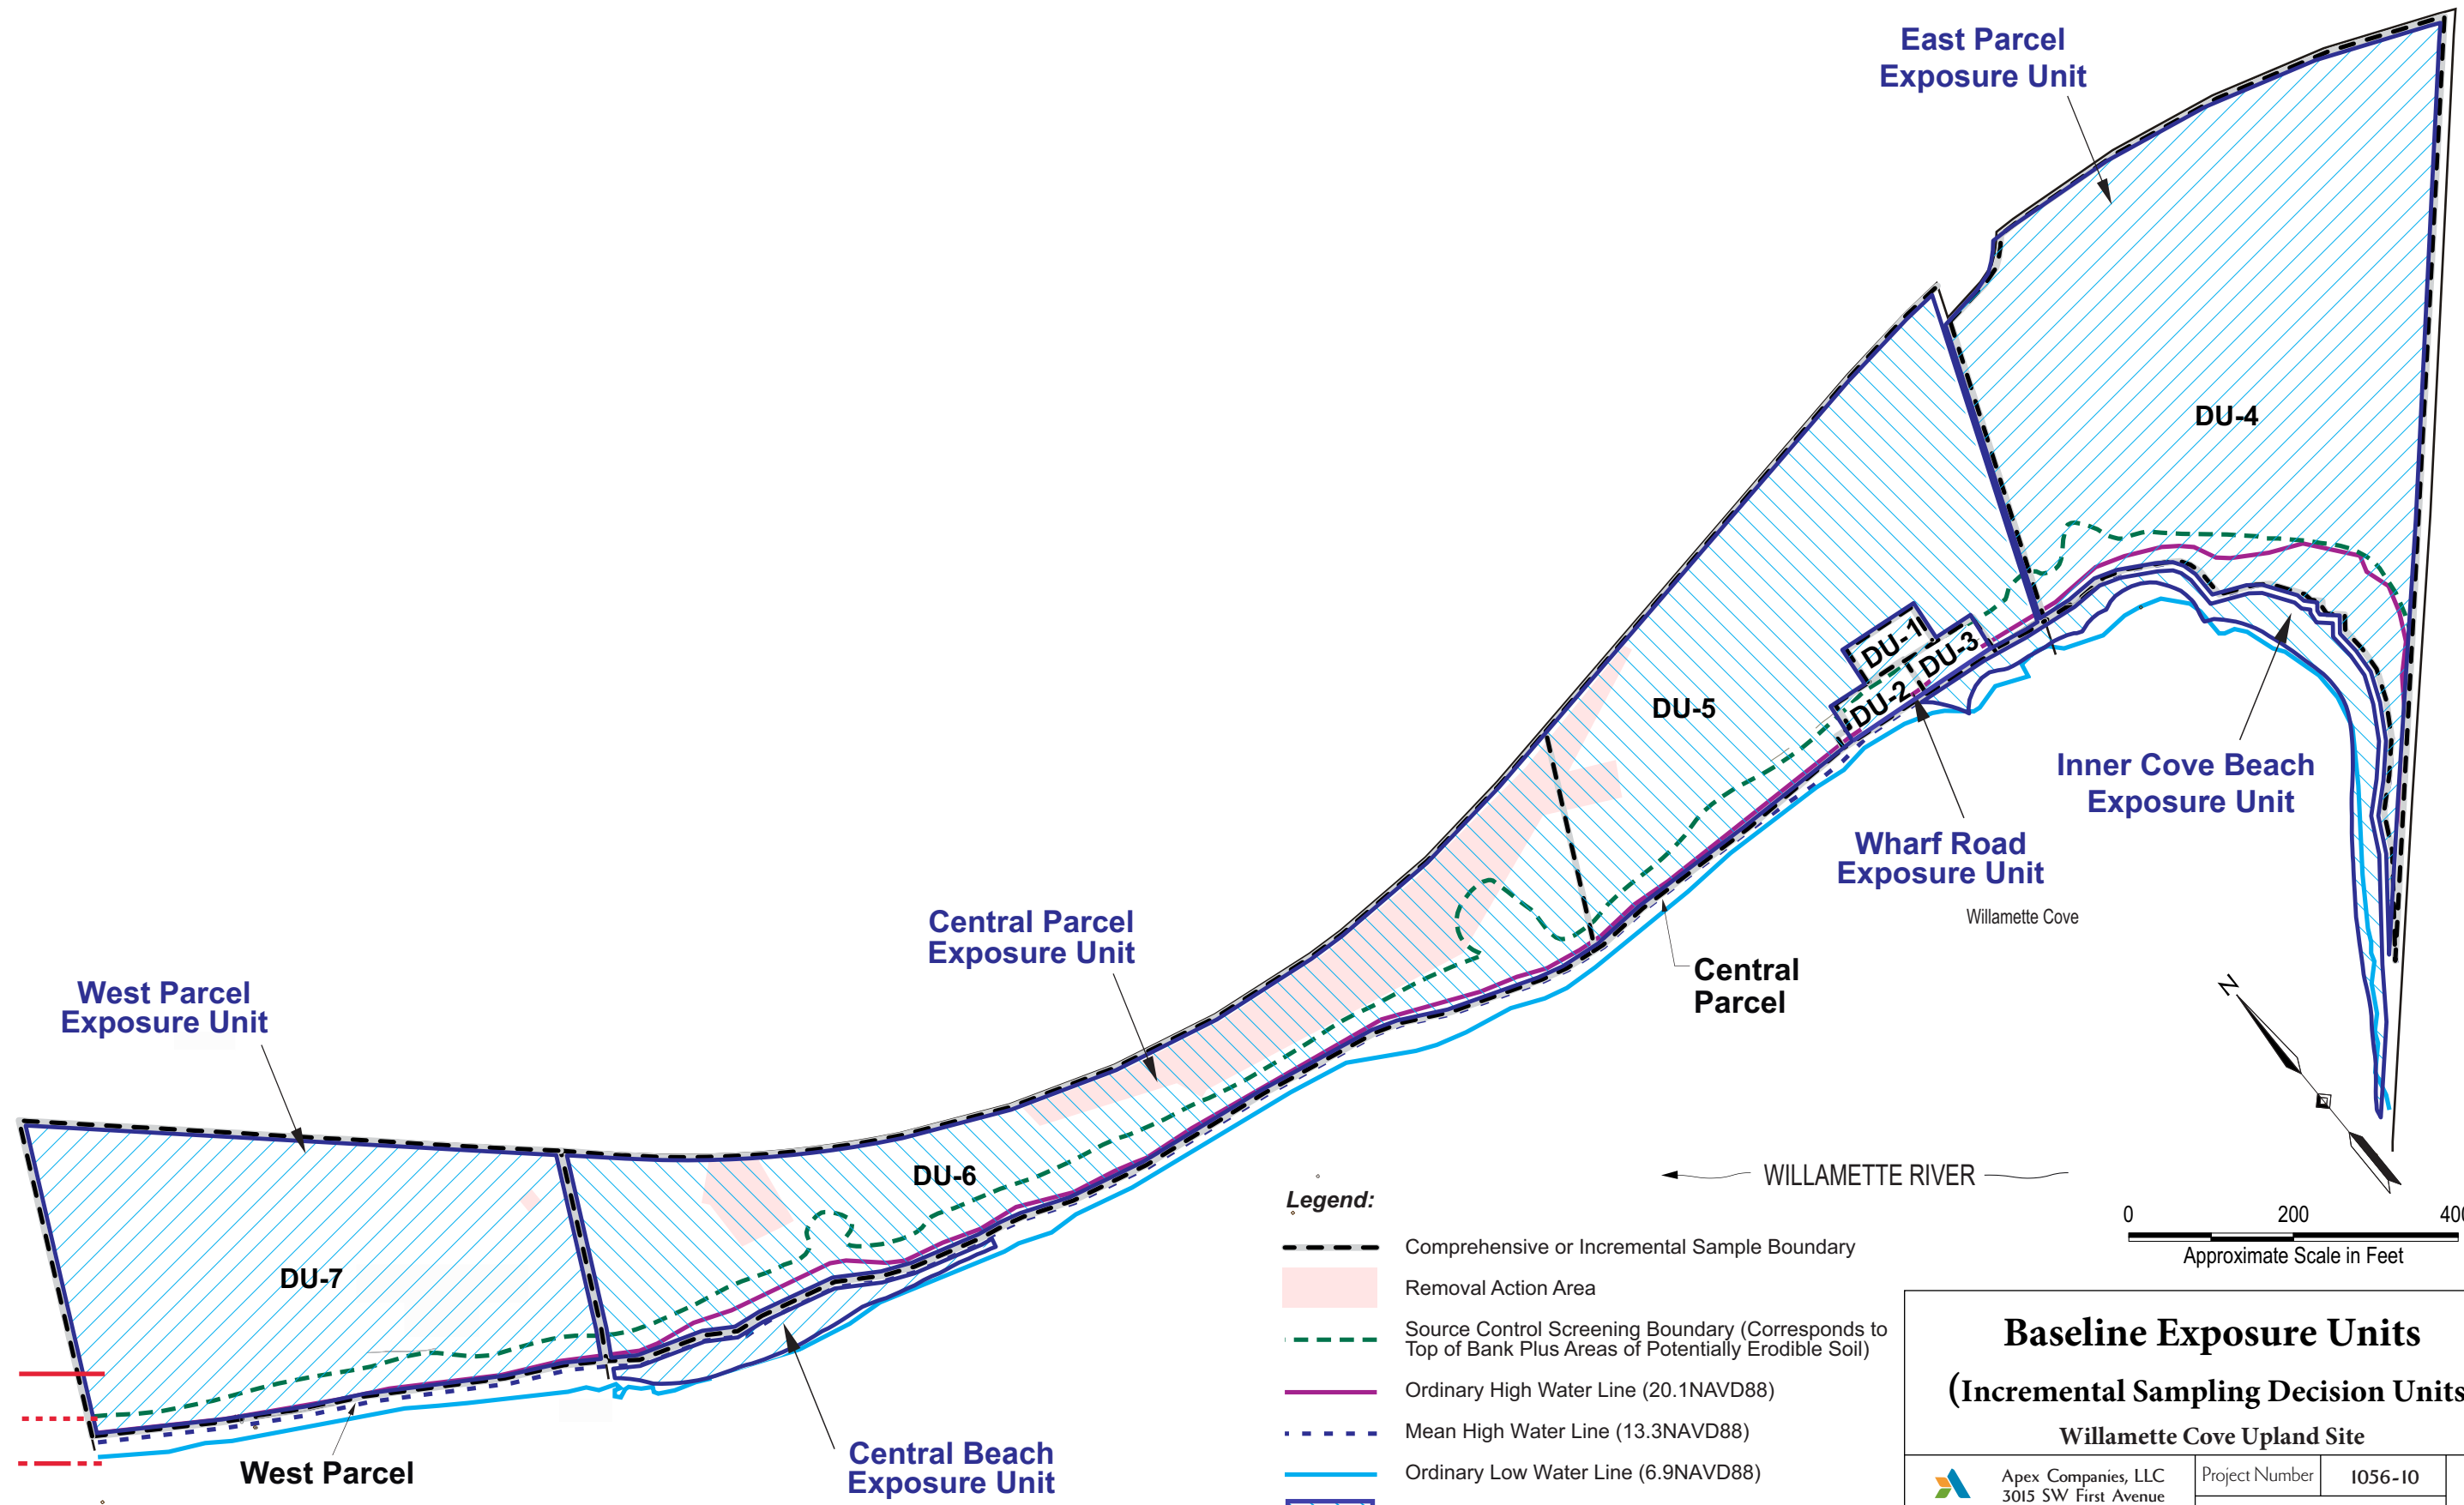 East Parcel
Exposure Unit
DU-4
DU-1
DU-3
DU-2
DU-5
Inner Cove Beach
Exposure Unit
Wharf Road
Exposure Unit
Willamette Cove
Central Parcel
Exposure Unit
Central
Parcel
West Parcel
Exposure Unit
N
DU-6
WILLAMETTE RIVER
DU-7
West Parcel
Central Beach
Exposure Unit
Legend:
Comprehensive or Incremental Sample Boundary
Removal Action Area
Source Control Screening Boundary (Corresponds to
Top of Bank Plus Areas of Potentially Erodible Soil)
Ordinary High Water Line (20.1NAVD88)
Mean High Water Line (13.3NAVD88)
Ordinary Low Water Line (6.9NAVD88)
0 200
Approximate Scale in Feet
Baseline Exposure Units
(Incremental Sampling Decision Units
Willamette Cove Upland Site
Apex Companies, LLC
3015 SW First Avenue
Project Number 1056-10